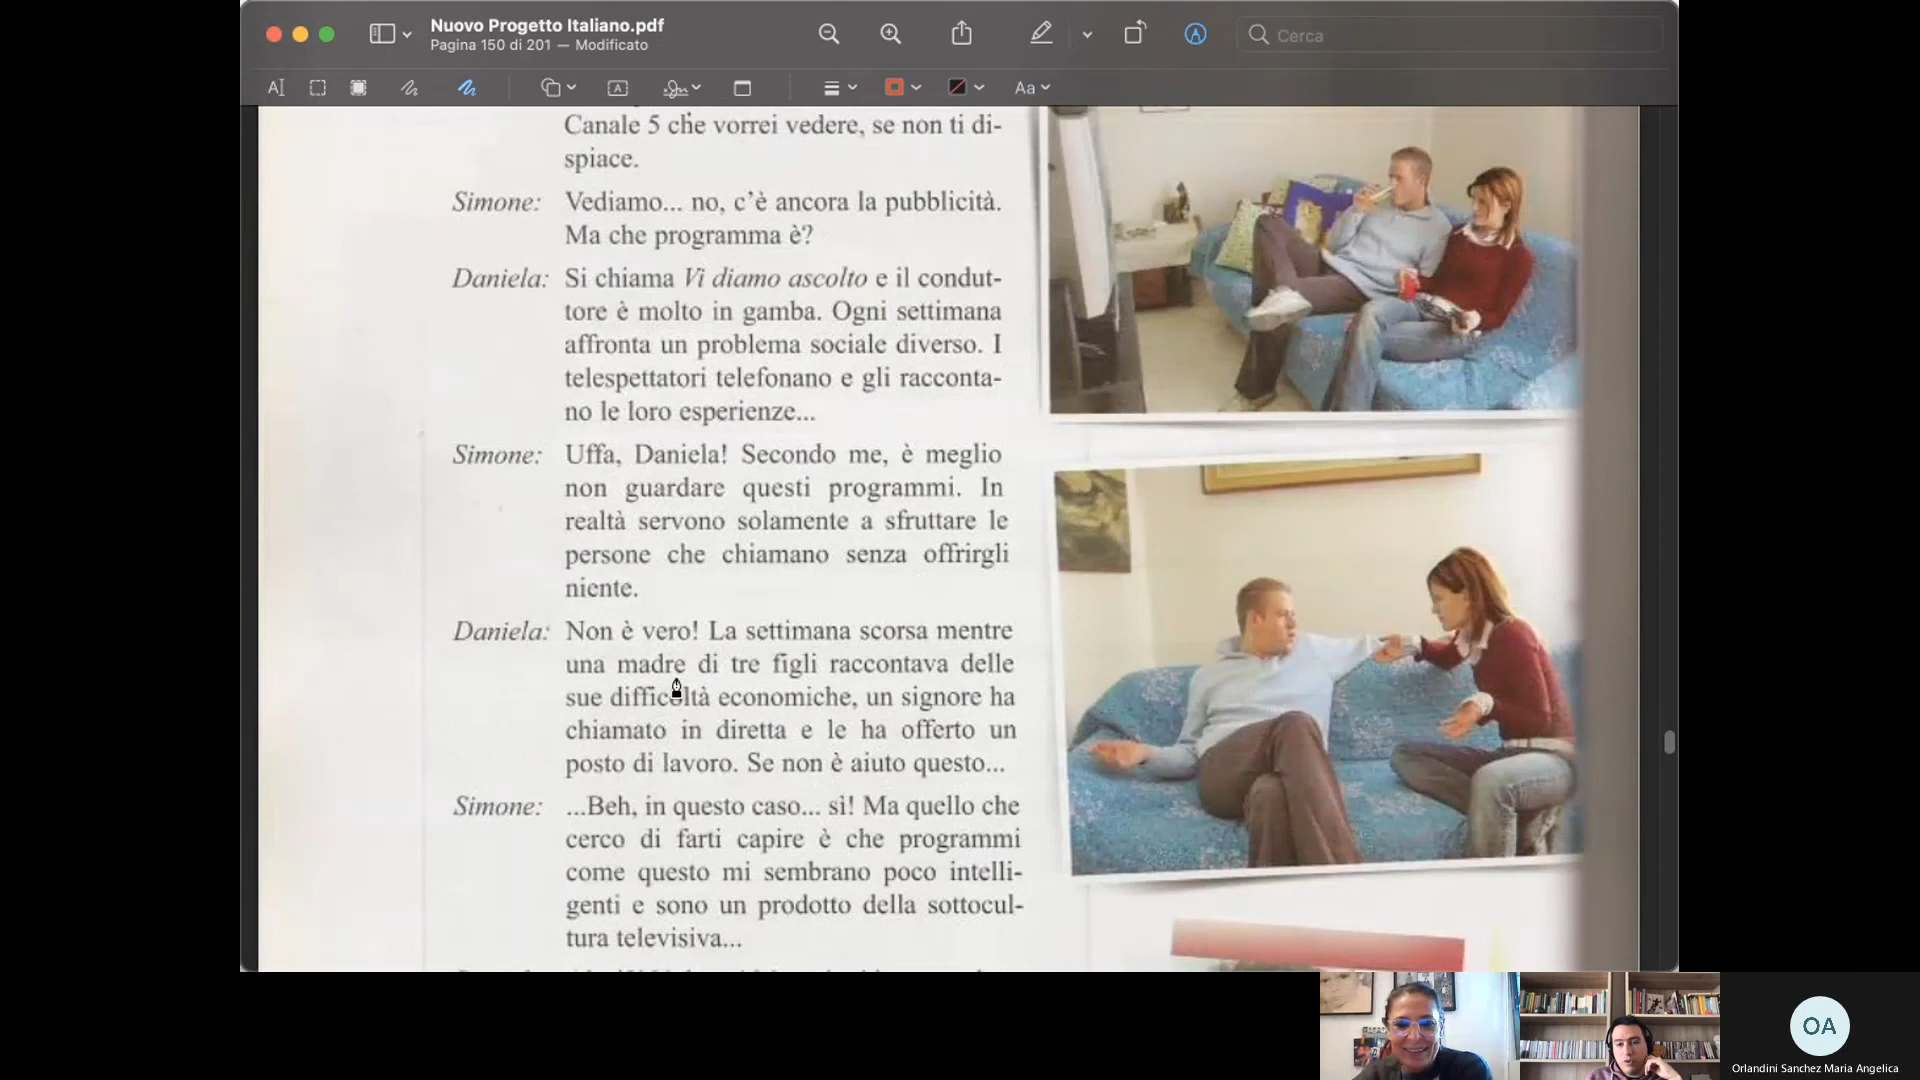 Nuovo Progetto Italiano.pdf
Pagina 150 di 201 — Modificato
Cerca
Aa
Canale 5 che vorrei vedere, se non ti di-
spiace.
Simone: Vediamo... no, c'è ancora la pubblicità.
Ma che programma è?
Daniela: Si chiama Vi diamo ascolto e il condut-
tore è molto in gamba. Ogni settimana
affronta un problema sociale diverso. I
telespettatori telefonano e gli racconta-
no le loro esperienze...
Simone: Uffa, Daniela! Secondo me, è meglio
non guardare questi programmi. In
realtà servono solamente a sfruttare le
persone che chiamano senza offrirgli
niente.
Daniela: Non è vero! La settimana scorsa mentre
una madre di tre figli raccontava delle
sue difficoltà economiche, un signore ha
chiamato in diretta e le ha offerto un
posto di lavoro. Se non è aiuto questo...
Simone: ...Beh, in questo caso... sì! Ma quello che
cerco di farti capire è che programmi
come questo mi sembrano poco intelli-
genti e sono un prodotto della sottocul-
tura televisiva...
OA
Orlandini Sanchez Maria Angelica